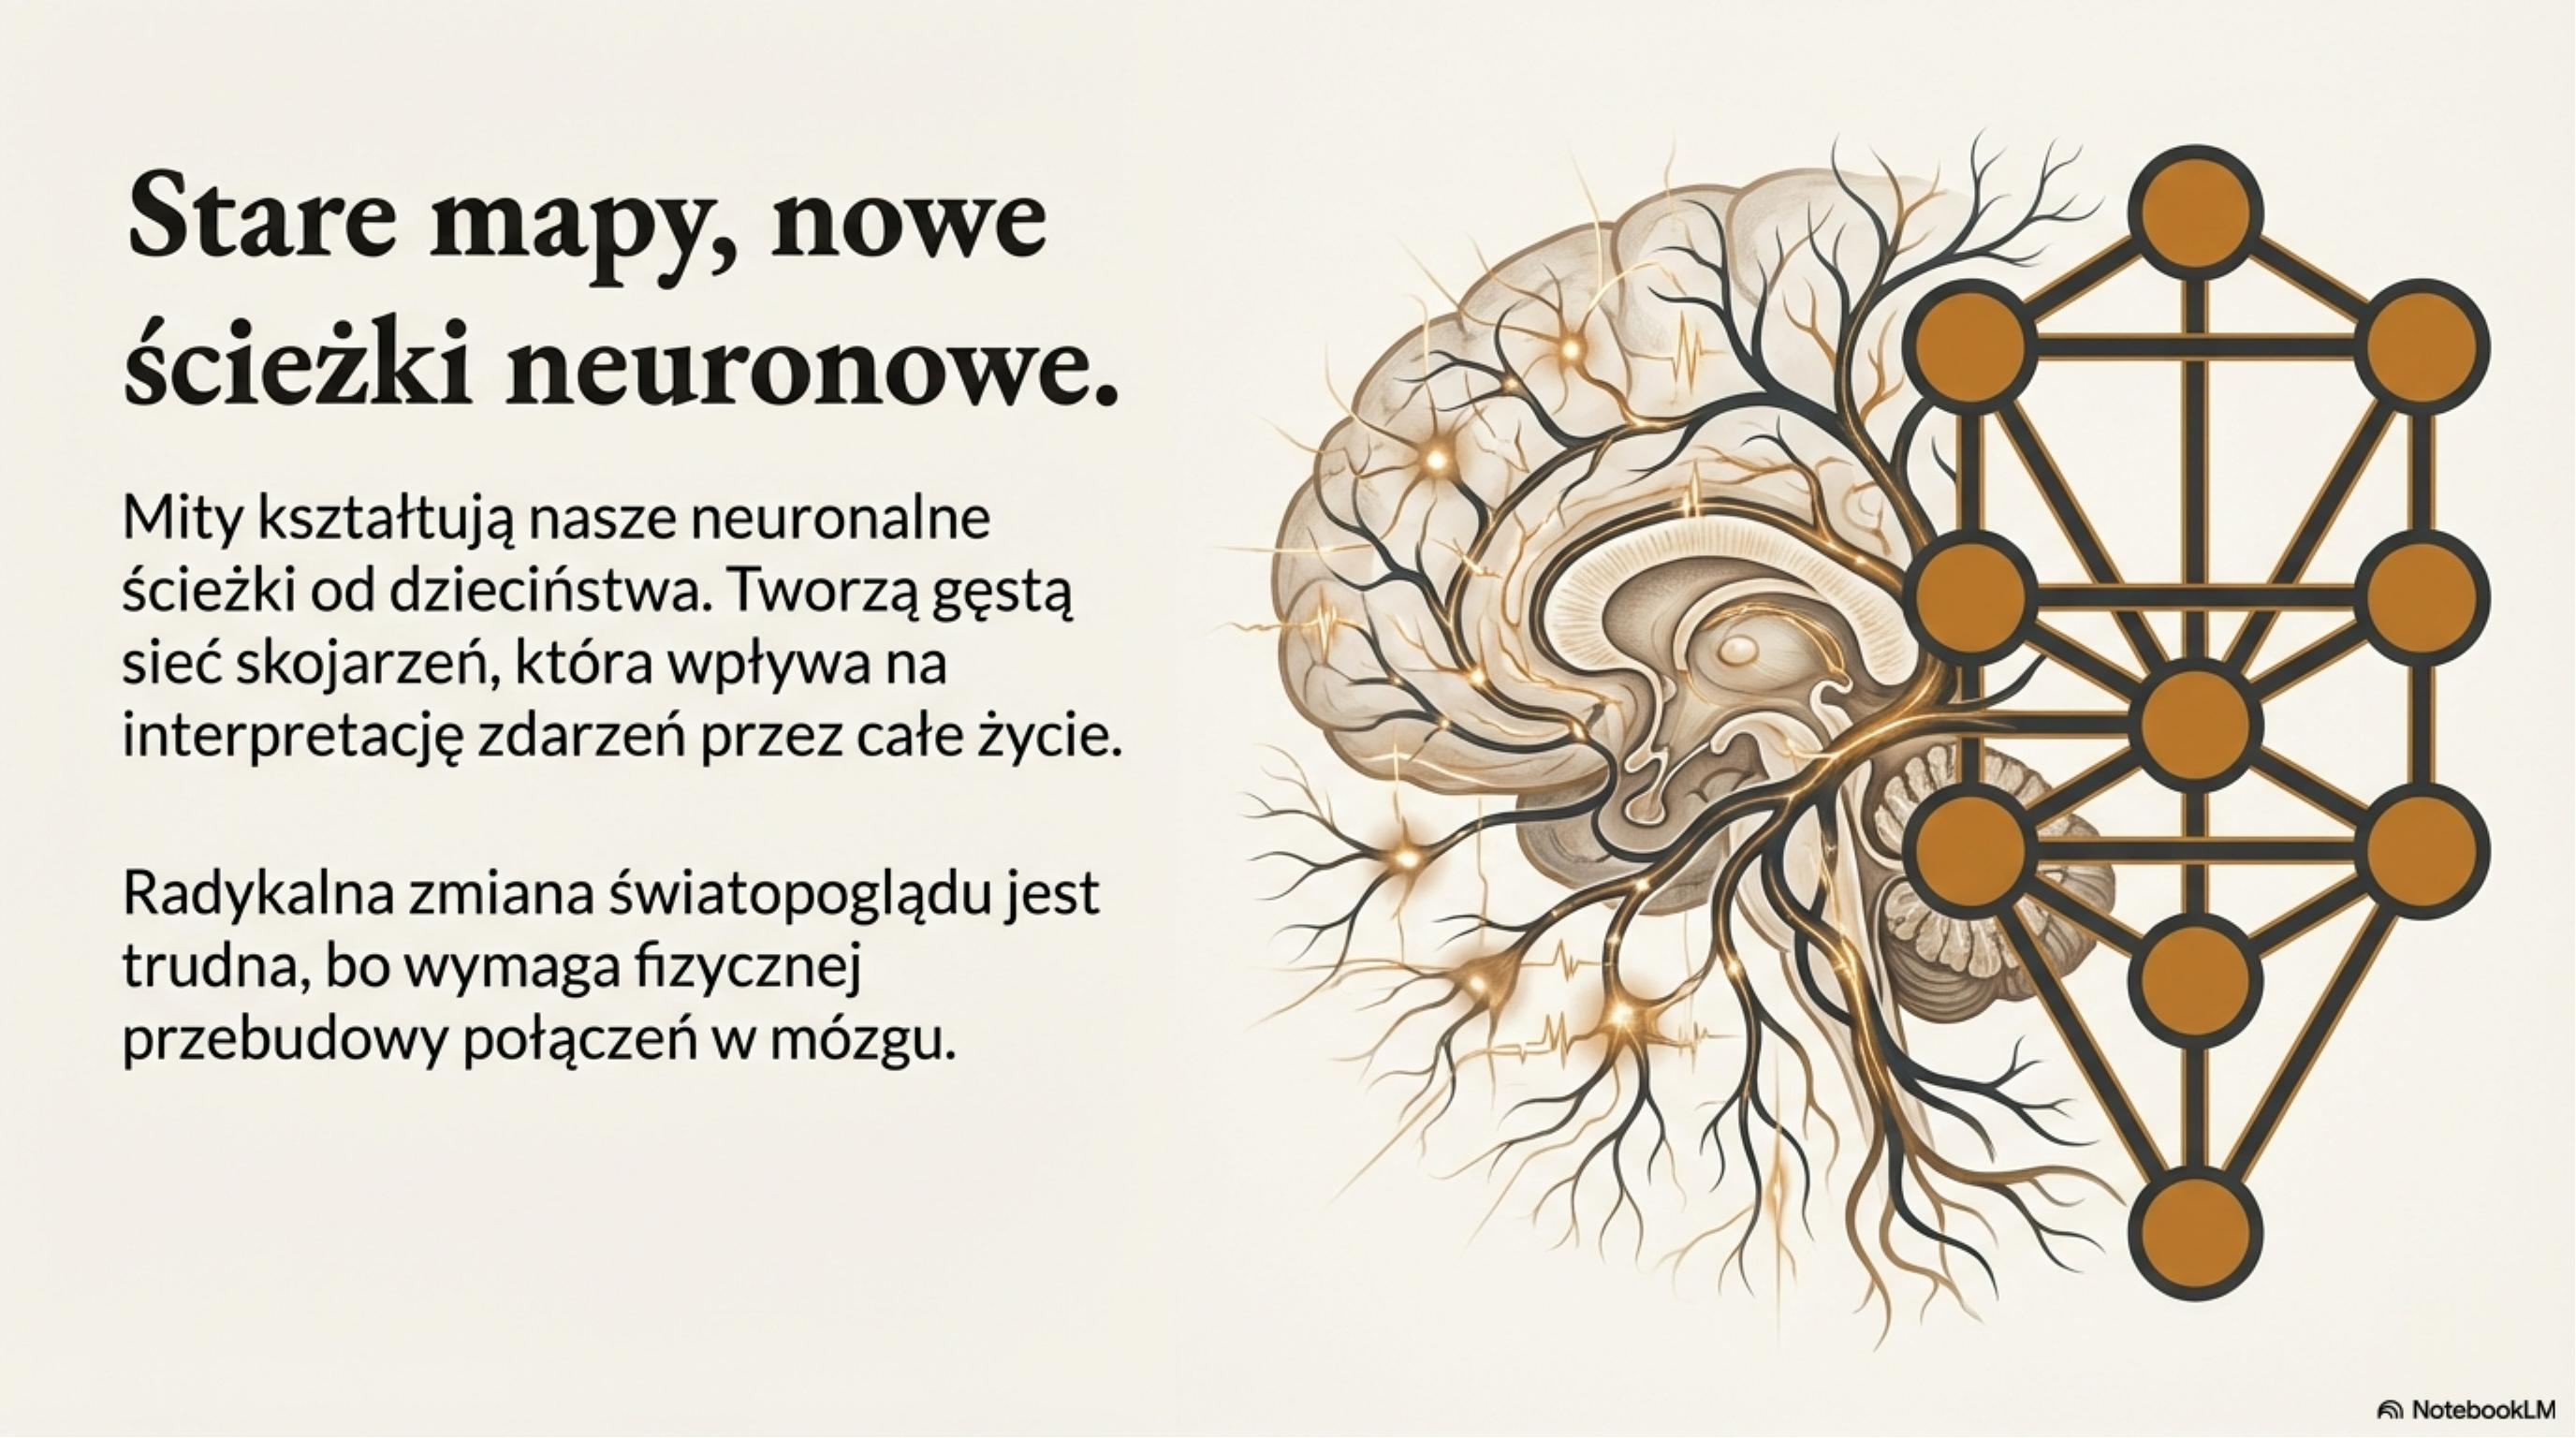 Stare mapy, nowe
ścieżki neuronowe.
Mity kształtują nasze neuronalne
ścieżki od dzieciństwa. Tworzą gęstą
sieć skojarzeń, która wpływa na
interpretację zdarzeń przez całe życie.
Radykalna zmiana światopoglądu jest
trudna, bo wymaga fizycznej
przebudowy połączeń w mózgu.
NotebookLM